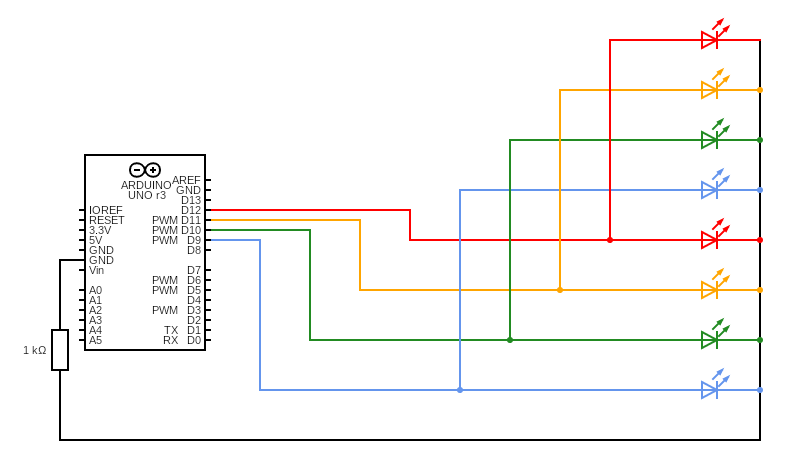 ARDUINO
UNO r3
IOREF
RESET
3.3V
5V
GND
GND
Vin
A0
A1
A2
A3
A4
A5
AREF
GND
D13
D12
PWM D11
PWM D10
PWM D9
D8
D7
PWM D6
PWM D5
D4
PWM D3
D2
TX D1
RX D0
1 kΩ